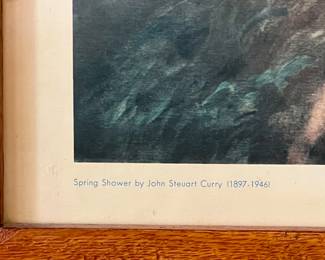 Spring Shower by John Steuart Curry (1897-1946)